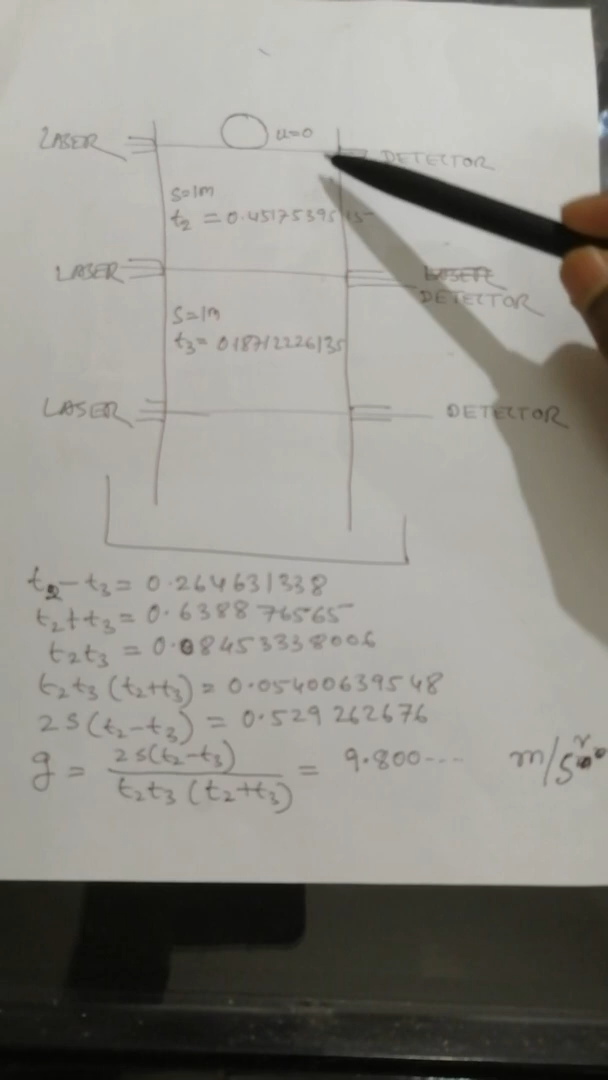 LASER
u=0
DETECTOR
S=1m
t₂ = 0.45175395
LASER
LASER
DETECTOR
S=1m
t₃ = 0.18712226135
LASER
DETECTOR
t₂ - t₃ = 0.264631338
t₂ + t₃ = 0.638876565
t₂t₃ = 0.08453338006
t₂t₃ (t₂+t₃) = 0.05400639548
2S(t₂-t₃) = 0.529262676
g = 2S(t₂-t₃) / t₂t₃ (t₂+t₃) = 9.800---- m/s